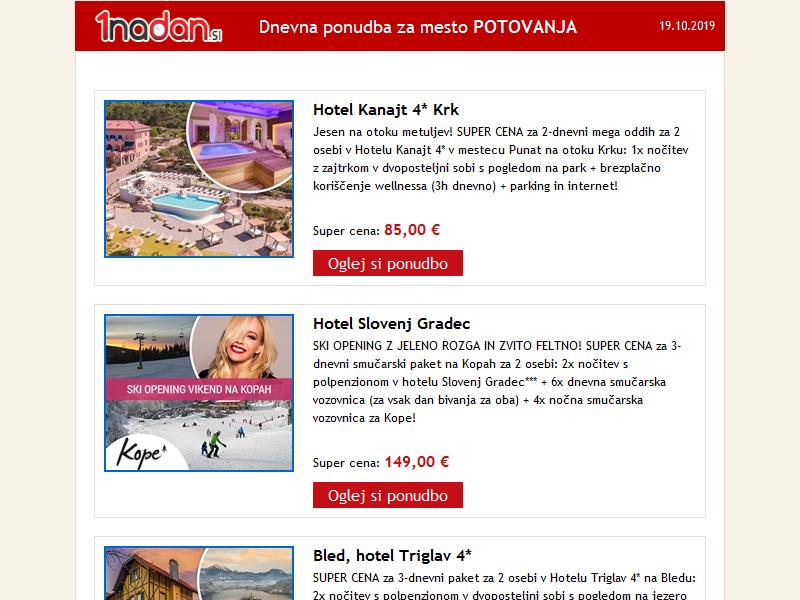 1nadan.si
Dnevna ponudba za mesto POTOVANJA
19.10.2019
Hotel Kanajt 4* Krk
Jesen na otoku metuljev! SUPER CENA za 2-dnevni mega oddih za 2
osebi v Hotelu Kanajt 4* v mestecu Punat na otoku Krku: 1x nočitev
z zajtrkom v dvoposteljni sobi s pogledom na park + brezplačno
koriščenje wellnessa (3h dnevno) + parking in internet!
Super cena: 85,00 €
Oglej si ponudbo
SKI OPENING VIKEND NA KOPAH
Kope
Hotel Slovenj Gradec
SKI OPENING Z JELENO ROZGA IN ZVITO FELTNO! SUPER CENA za 3-
dnevni smučarski paket na Kopah za 2 osebi: 2x nočitev s
polpenzionom v hotelu Slovenj Gradec*** + 6x dnevna smučarska
vozovnica (za vsak dan bivanja za oba) + 4x nočna smučarska
vozovnica za Kope!
Super cena: 149,00 €
Oglej si ponudbo
Bled, hotel Triglav 4*
SUPER CENA za 3-dnevni paket za 2 osebi v Hotelu Triglav 4* na Bledu:
2x nočitev s polpenzionom v dvoposteljni sobi s pogledom na jezero